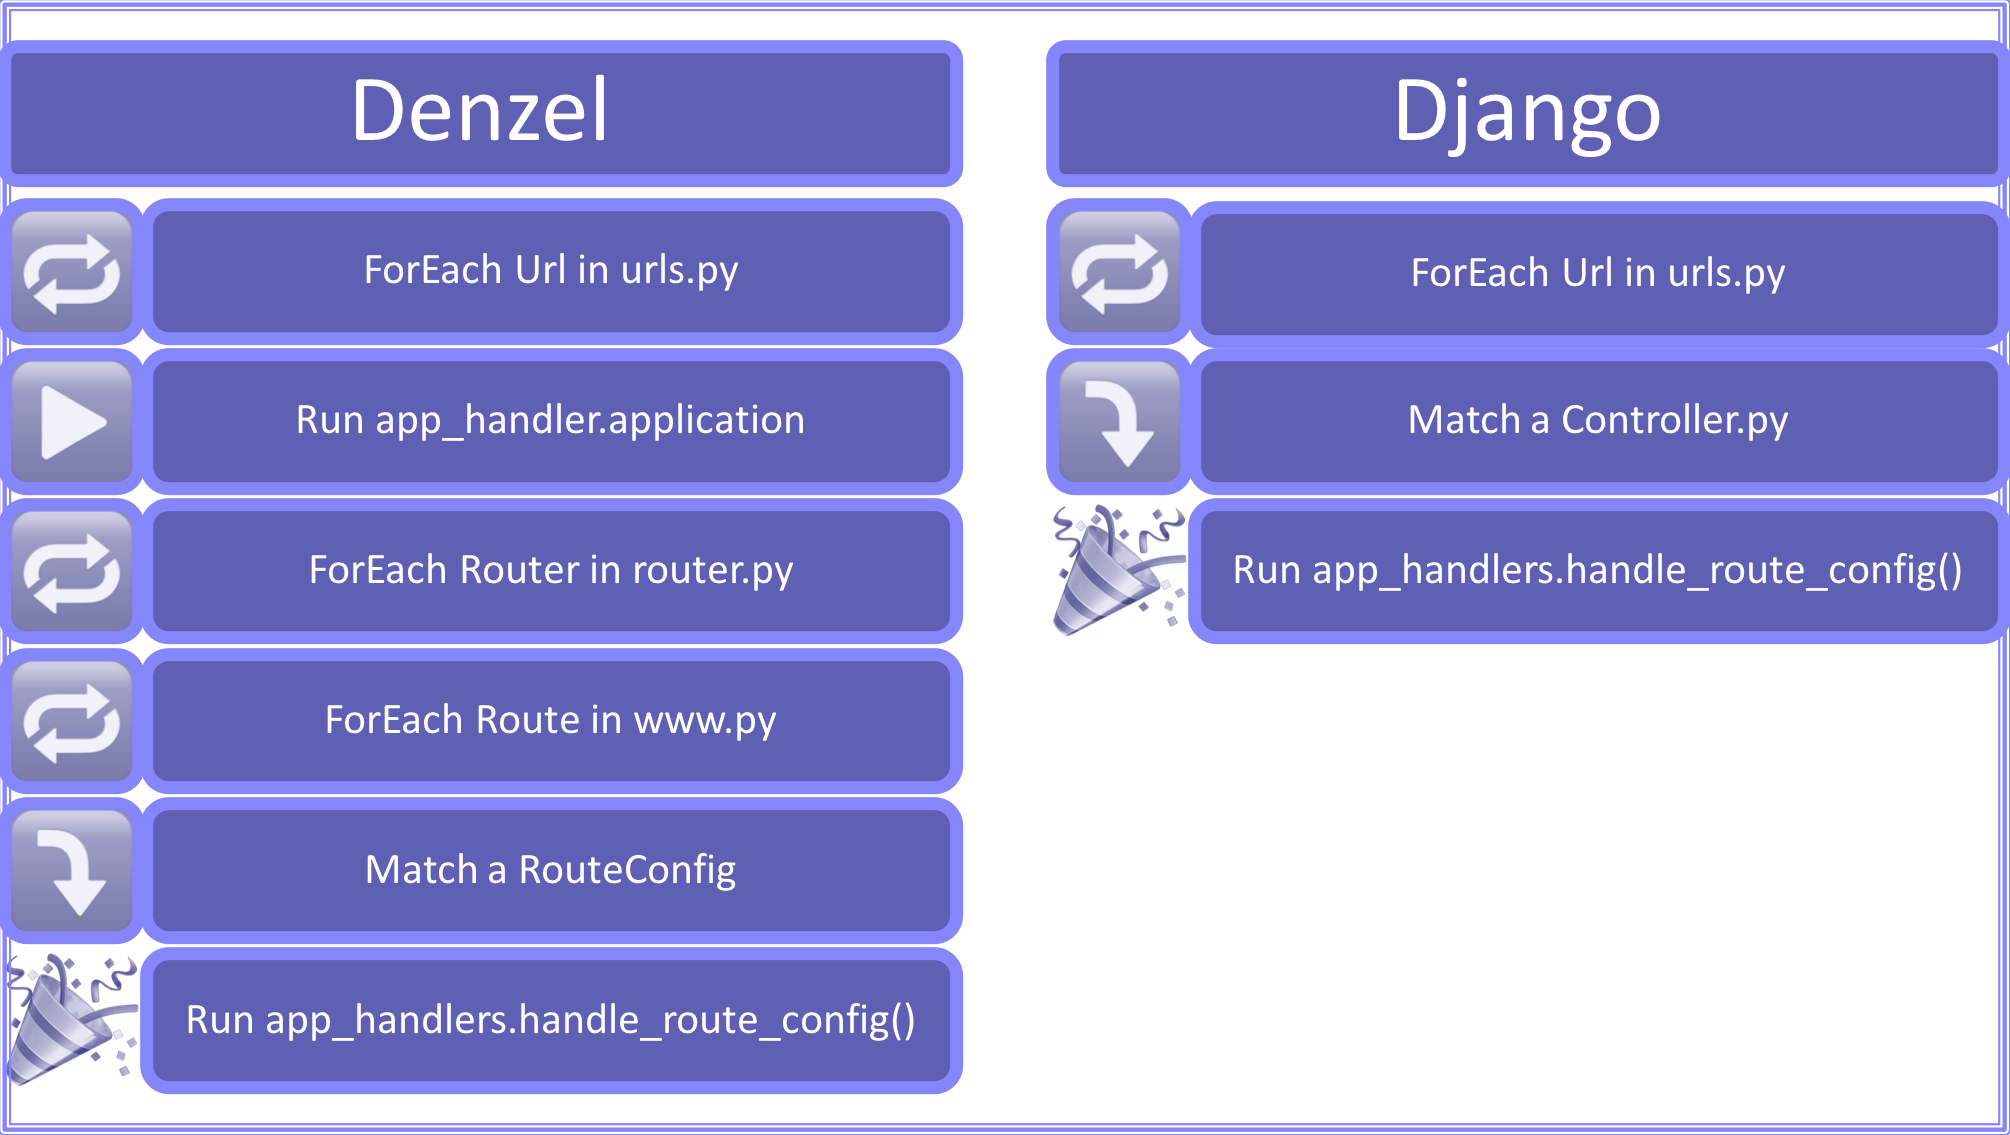 Denzel
ForEach Url in urls.py
Run app_handler.application
ForEach Router in router.py
ForEach Route in www.py
Match a RouteConfig
Run app_handlers.handle_route_config()
Django
ForEach Url in urls.py
Match a Controller.py
Run app_handlers.handle_route_config()